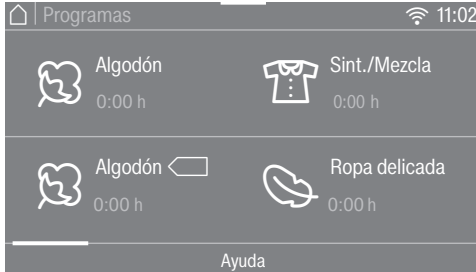 Programas 11:02
Algodón
0:00 h
Sint./Mezcla
0:00 h
Algodón
0:00 h
Ropa delicada
0:00 h
Ayuda